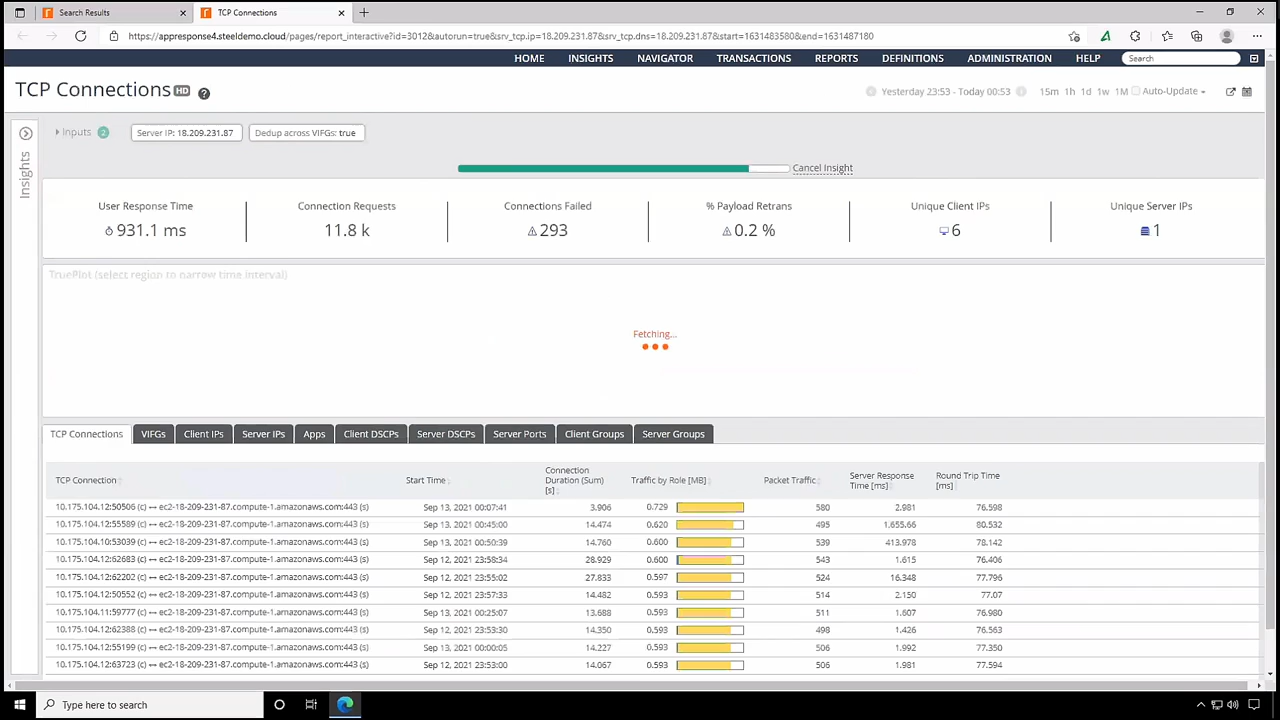 Search Results
TCP Connections
https://appresponse4.steeldemo.cloud/pages/report_interactive?id=3012&autorun=true&srv_tcp.ip=18.209.231.87&srv_tcp.dns=18.209.231.87&start=1631483580&end=1631487180
HOME INSIGHTS NAVIGATOR TRANSACTIONS REPORTS DEFINITIONS ADMINISTRATION HELP Search
TCP Connections HD ?
Yesterday 23:53 - Today 00:53 15m 1h 1d 1w 1M Auto-Update
Insights
Inputs 2 Server IP: 18.209.231.87 Dedup across VIFGs: true
Cancel Insight
User Response Time Connection Requests Connections Failed % Payload Retrans Unique Client IPs Unique Server IPs
931.1 ms 11.8 k 293 0.2 % 6 1
TruePlot (select region to narrow time interval)
Fetching...
TCP Connections VIFGs Client IPs Server IPs Apps Client DSCPs Server DSCPs Server Ports Client Groups Server Groups
TCP Connection Start Time Connection Duration (Sum) [s] Traffic by Role [MB] Packet Traffic Server Response Time [ms] Round Trip Time [ms]
10.175.104.12:50506 (c) ↔ ec2-18-209-231-87.compute-1.amazonaws.com:443 (s) Sep 13, 2021 00:07:41 3.906 0.729 580 2.981 76.598
10.175.104.12:55589 (c) ↔ ec2-18-209-231-87.compute-1.amazonaws.com:443 (s) Sep 13, 2021 00:45:00 14.474 0.620 495 1,655.66 80.532
10.175.104.10:53039 (c) ↔ ec2-18-209-231-87.compute-1.amazonaws.com:443 (s) Sep 13, 2021 00:50:39 14.760 0.600 539 413.978 78.142
10.175.104.12:62683 (c) ↔ ec2-18-209-231-87.compute-1.amazonaws.com:443 (s) Sep 12, 2021 23:58:34 28.929 0.600 543 1.615 76.406
10.175.104.12:62202 (c) ↔ ec2-18-209-231-87.compute-1.amazonaws.com:443 (s) Sep 12, 2021 23:55:02 27.833 0.597 524 16.348 77.796
10.175.104.12:50552 (c) ↔ ec2-18-209-231-87.compute-1.amazonaws.com:443 (s) Sep 12, 2021 23:57:33 14.482 0.593 514 2.150 77.07
10.175.104.11:59777 (c) ↔ ec2-18-209-231-87.compute-1.amazonaws.com:443 (s) Sep 13, 2021 00:25:07 13.688 0.593 511 1.607 76.980
10.175.104.12:62388 (c) ↔ ec2-18-209-231-87.compute-1.amazonaws.com:443 (s) Sep 12, 2021 23:53:30 14.350 0.593 498 1.426 76.563
10.175.104.12:55199 (c) ↔ ec2-18-209-231-87.compute-1.amazonaws.com:443 (s) Sep 13, 2021 00:00:05 14.227 0.593 506 1.992 77.350
10.175.104.12:63723 (c) ↔ ec2-18-209-231-87.compute-1.amazonaws.com:443 (s) Sep 12, 2021 23:53:00 14.067 0.593 506 1.981 77.594
Type here to search